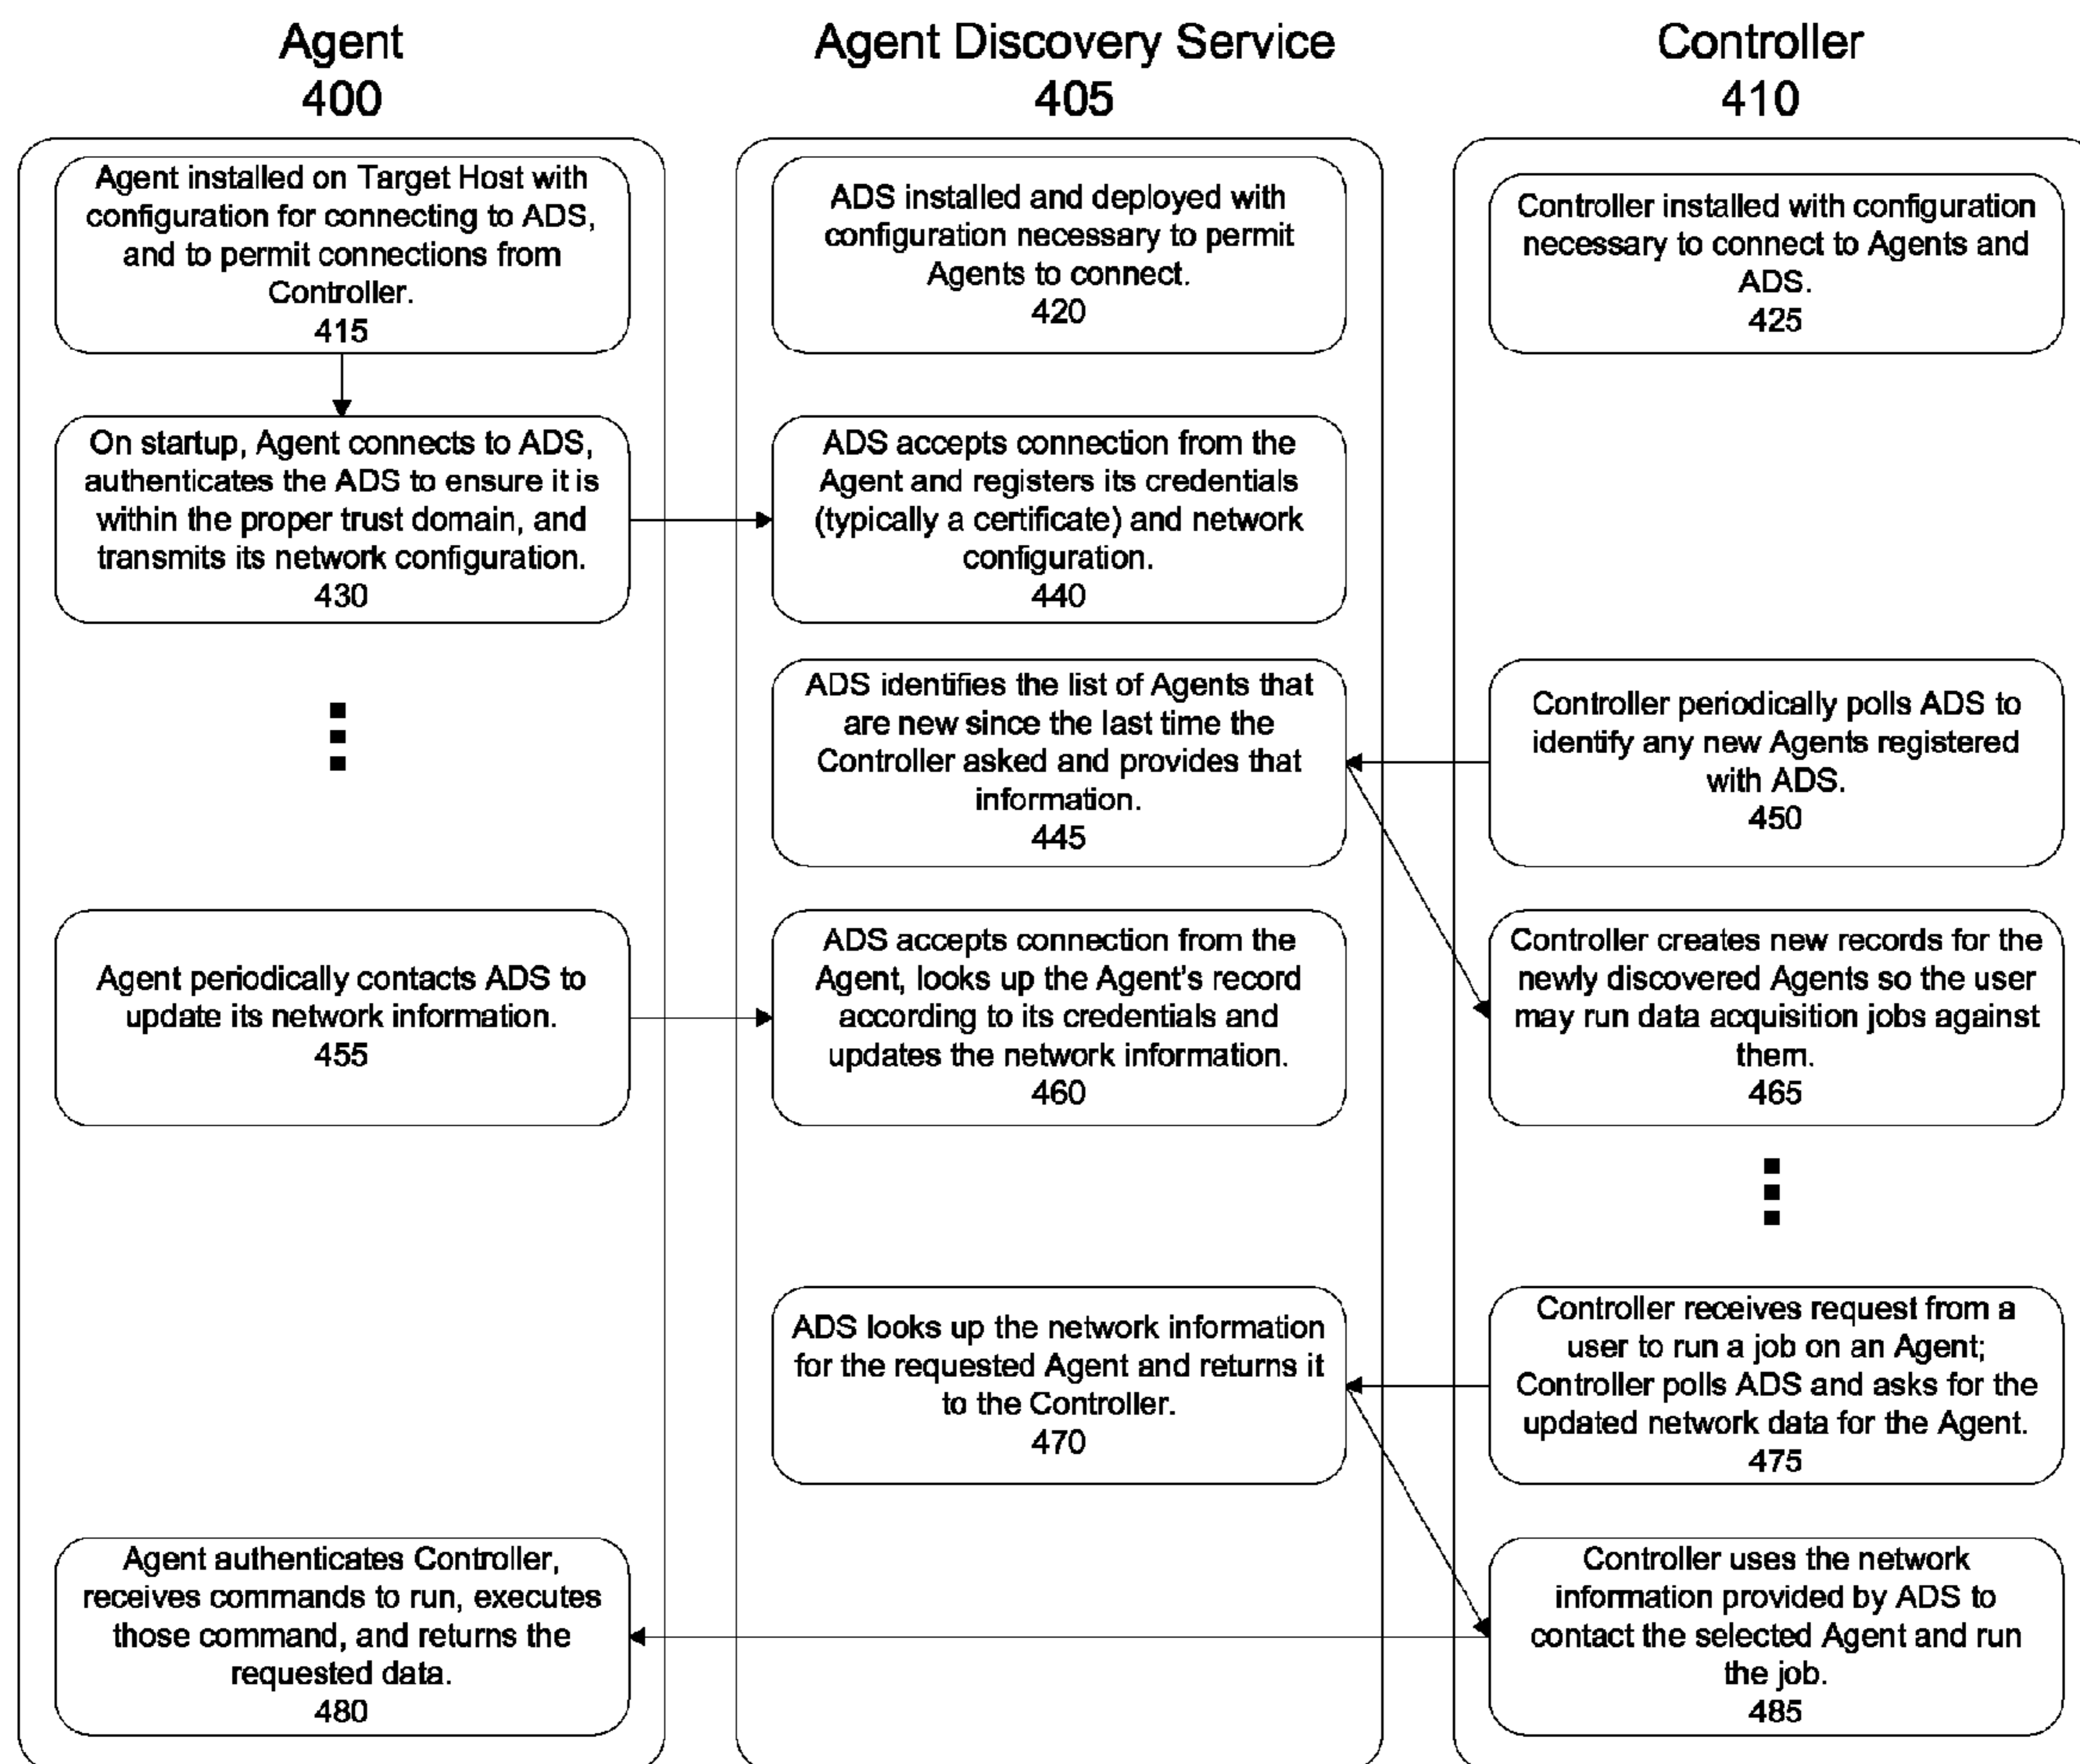 Agent
400
Agent Discovery Service
405
Controller
410
Agent installed on Target Host with
configuration for connecting to ADS,
and to permit connections from
Controller.
415
ADS installed and deployed with
configuration necessary to permit
Agents to connect.
420
Controller installed with configuration
necessary to connect to Agents and
ADS.
425
On startup, Agent connects to ADS,
authenticates the ADS to ensure it is
within the proper trust domain, and
transmits its network configuration.
430
ADS accepts connection from the
Agent and registers its credentials
(typically a certificate) and network
configuration.
440
ADS identifies the list of Agents that
are new since the last time the
Controller asked and provides that
information.
445
Controller periodically polls ADS to
identify any new Agents registered
with ADS.
450
Agent periodically contacts ADS to
update its network information.
455
ADS accepts connection from the
Agent, looks up the Agent's record
according to its credentials and
updates the network information.
460
Controller creates new records for the
newly discovered Agents so the user
may run data acquisition jobs against
them.
465
ADS looks up the network information
for the requested Agent and returns it
to the Controller.
470
Controller receives request from a
user to run a job on an Agent;
Controller polls ADS and asks for the
updated network data for the Agent.
475
Agent authenticates Controller,
receives commands to run, executes
those command, and returns the
requested data.
480
Controller uses the network
information provided by ADS to
contact the selected Agent and run
the job.
485